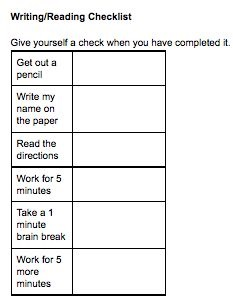 Writing/Reading Checklist
Give yourself a check when you have completed it.
Get out a
pencil
Write my
name on
the paper
Read the
directions
Work for 5
minutes
Take a 1
minute
brain break
Work for 5
more
minutes